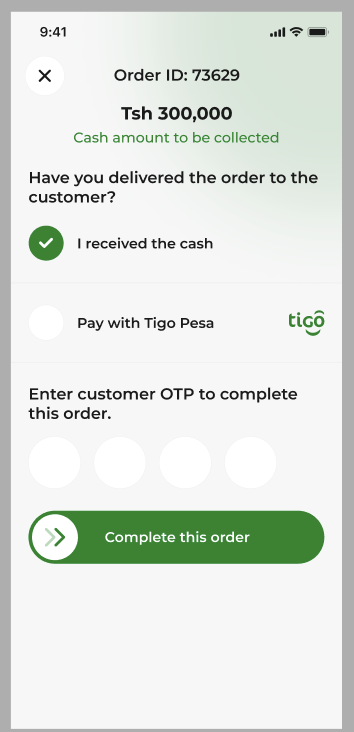 9:41
Order ID: 73629
Tsh 300,000
Cash amount to be collected
Have you delivered the order to the
customer?
I received the cash
Pay with Tigo Pesa
tigo
Enter customer OTP to complete
this order.
Complete this order